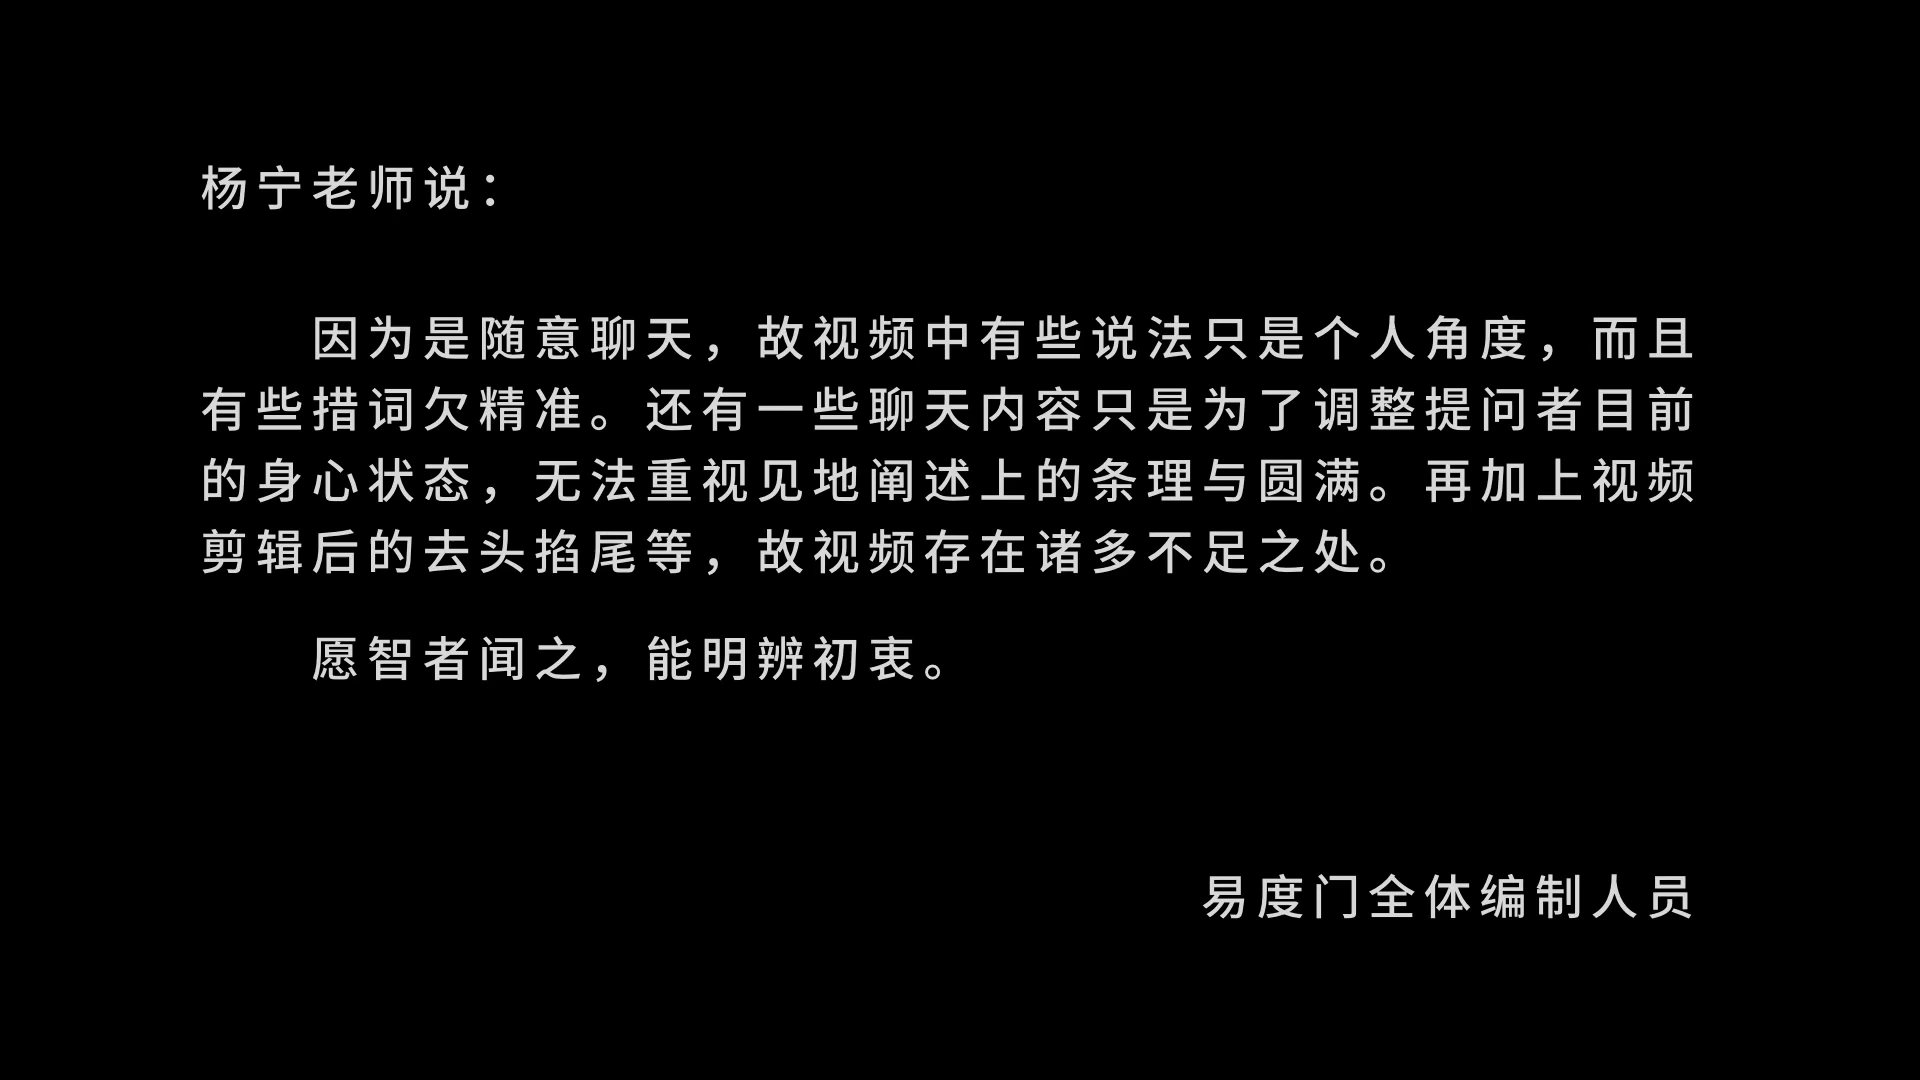 杨宁老师说：
因为是随意聊天，故视频中有些说法只是个人角度，而且
有些措词欠精准。还有一些聊天内容只是为了调整提问者目前
的身心状态，无法重视见地阐述上的条理与圆满。再加上视频
剪辑后的去头掐尾等，故视频存在诸多不足之处。
愿智者闻之，能明辨初衷。
易度门全体编制人员